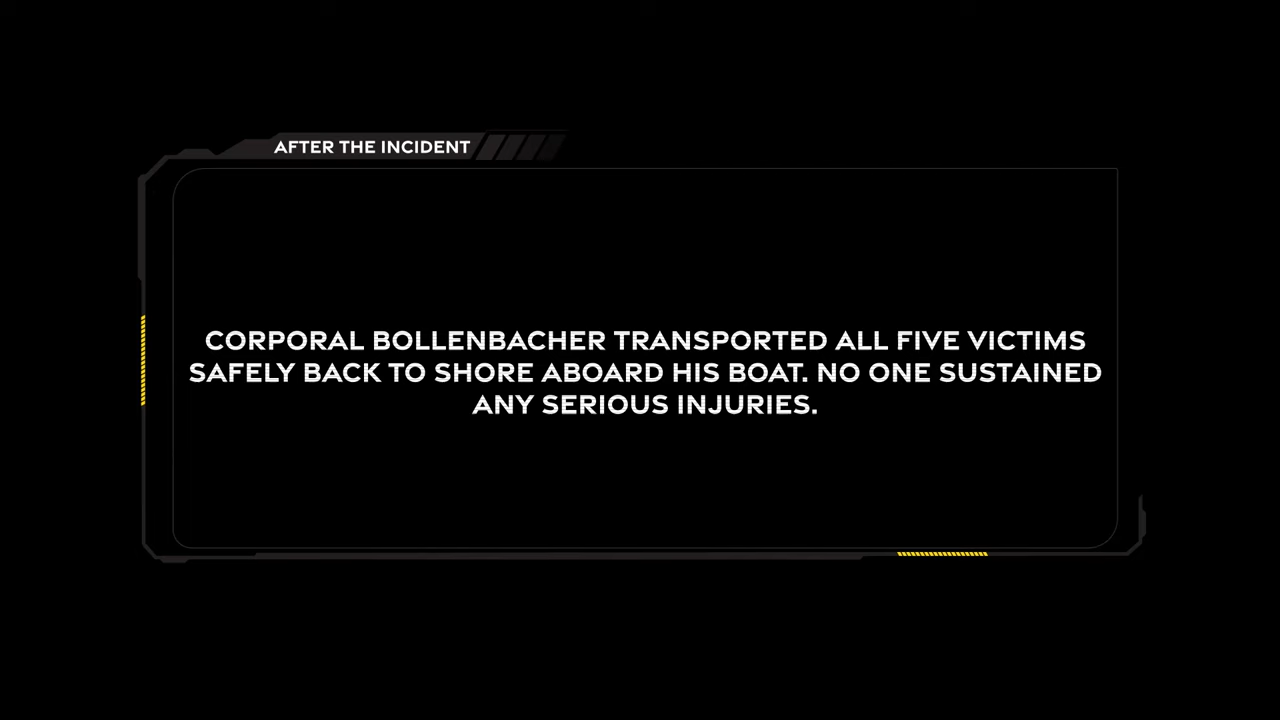 AFTER THE INCIDENT
CORPORAL BOLLENBACHER TRANSPORTED ALL FIVE VICTIMS
SAFELY BACK TO SHORE ABOARD HIS BOAT. NO ONE SUSTAINED
ANY SERIOUS INJURIES.